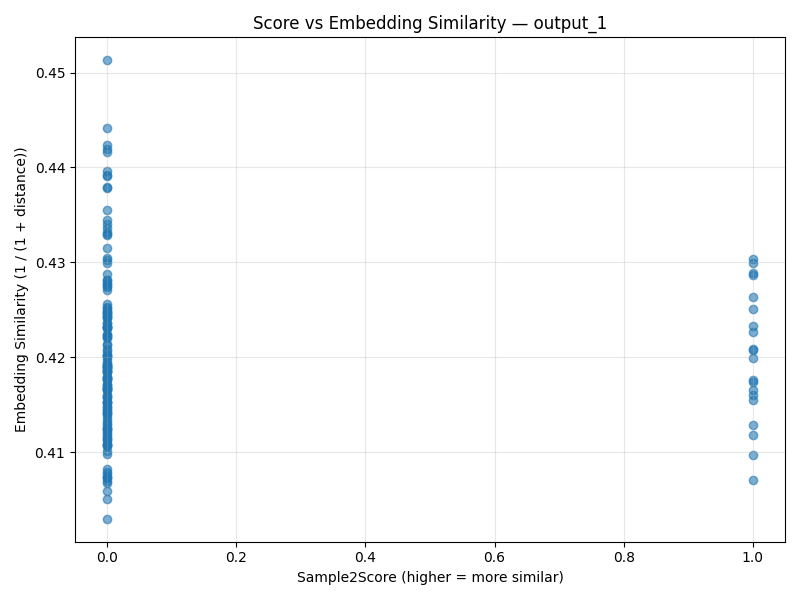 Score vs Embedding Similarity — output_1
Embedding Similarity (1 / (1 + distance))
0.45
0.44
0.43
0.42
0.41
0.0 0.2 0.4 0.6 0.8 1.0
Sample2Score (higher = more similar)